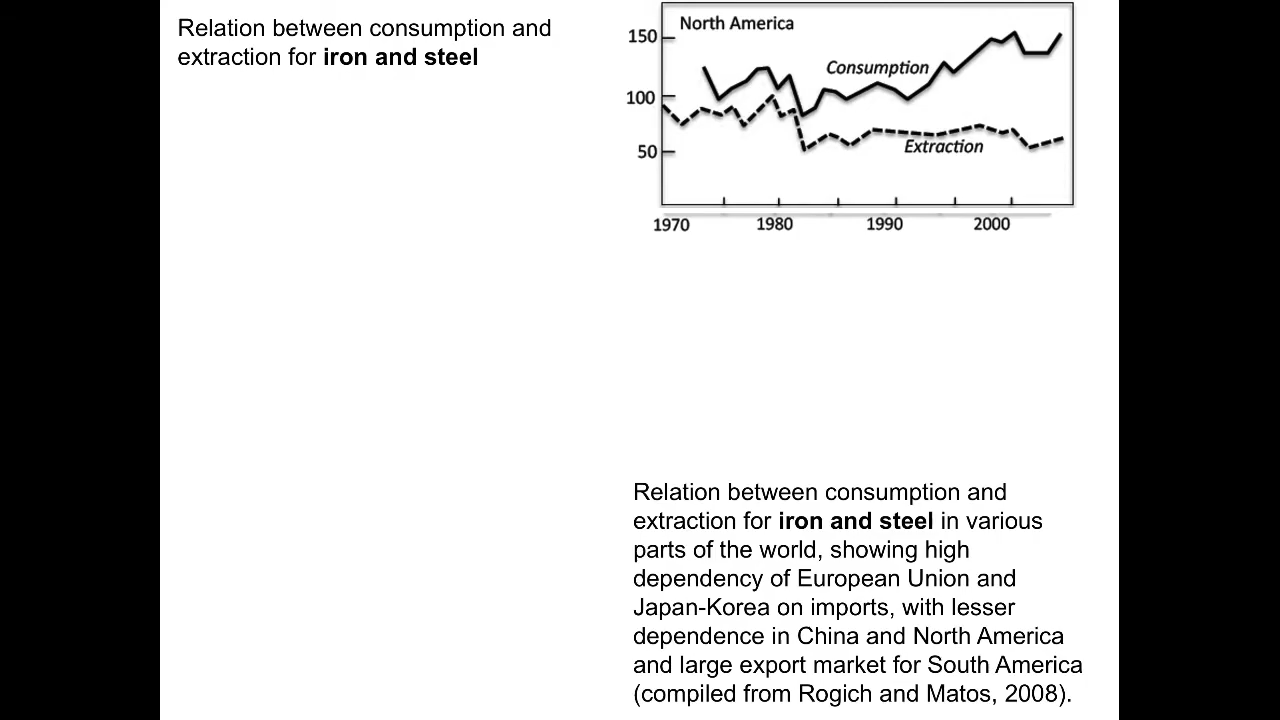 Relation between consumption and
extraction for iron and steel
North America
150
Consumption
100
Extraction
50
1970 1980 1990 2000
Relation between consumption and
extraction for iron and steel in various
parts of the world, showing high
dependency of European Union and
Japan-Korea on imports, with lesser
dependence in China and North America
and large export market for South America
(compiled from Rogich and Matos, 2008).